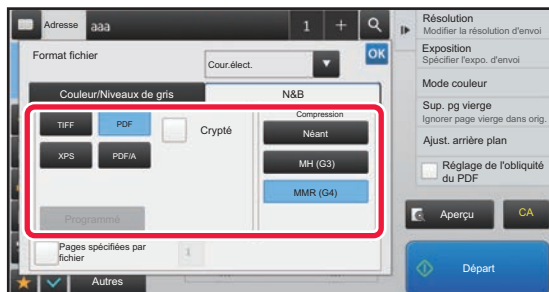 Adresse
aaa
1
+
Format fichier
Cour.élect.
OK
Couleur/Niveaux de gris
N&B
TIFF
PDF
Crypté
XPS
PDF/A
Programmé
Compression
Néant
MH (G3)
MMR (G4)
Pages spécifiées par
fichier
1
Autres
Résolution
Modifier la résolution d'envoi
Exposition
Spécifier l'expo. d'envoi
Mode couleur
Sup. pg vierge
Ignorer page vierge dans orig.
Ajust. arrière plan
Réglage de l'obliquité
du PDF
Aperçu
CA
Départ